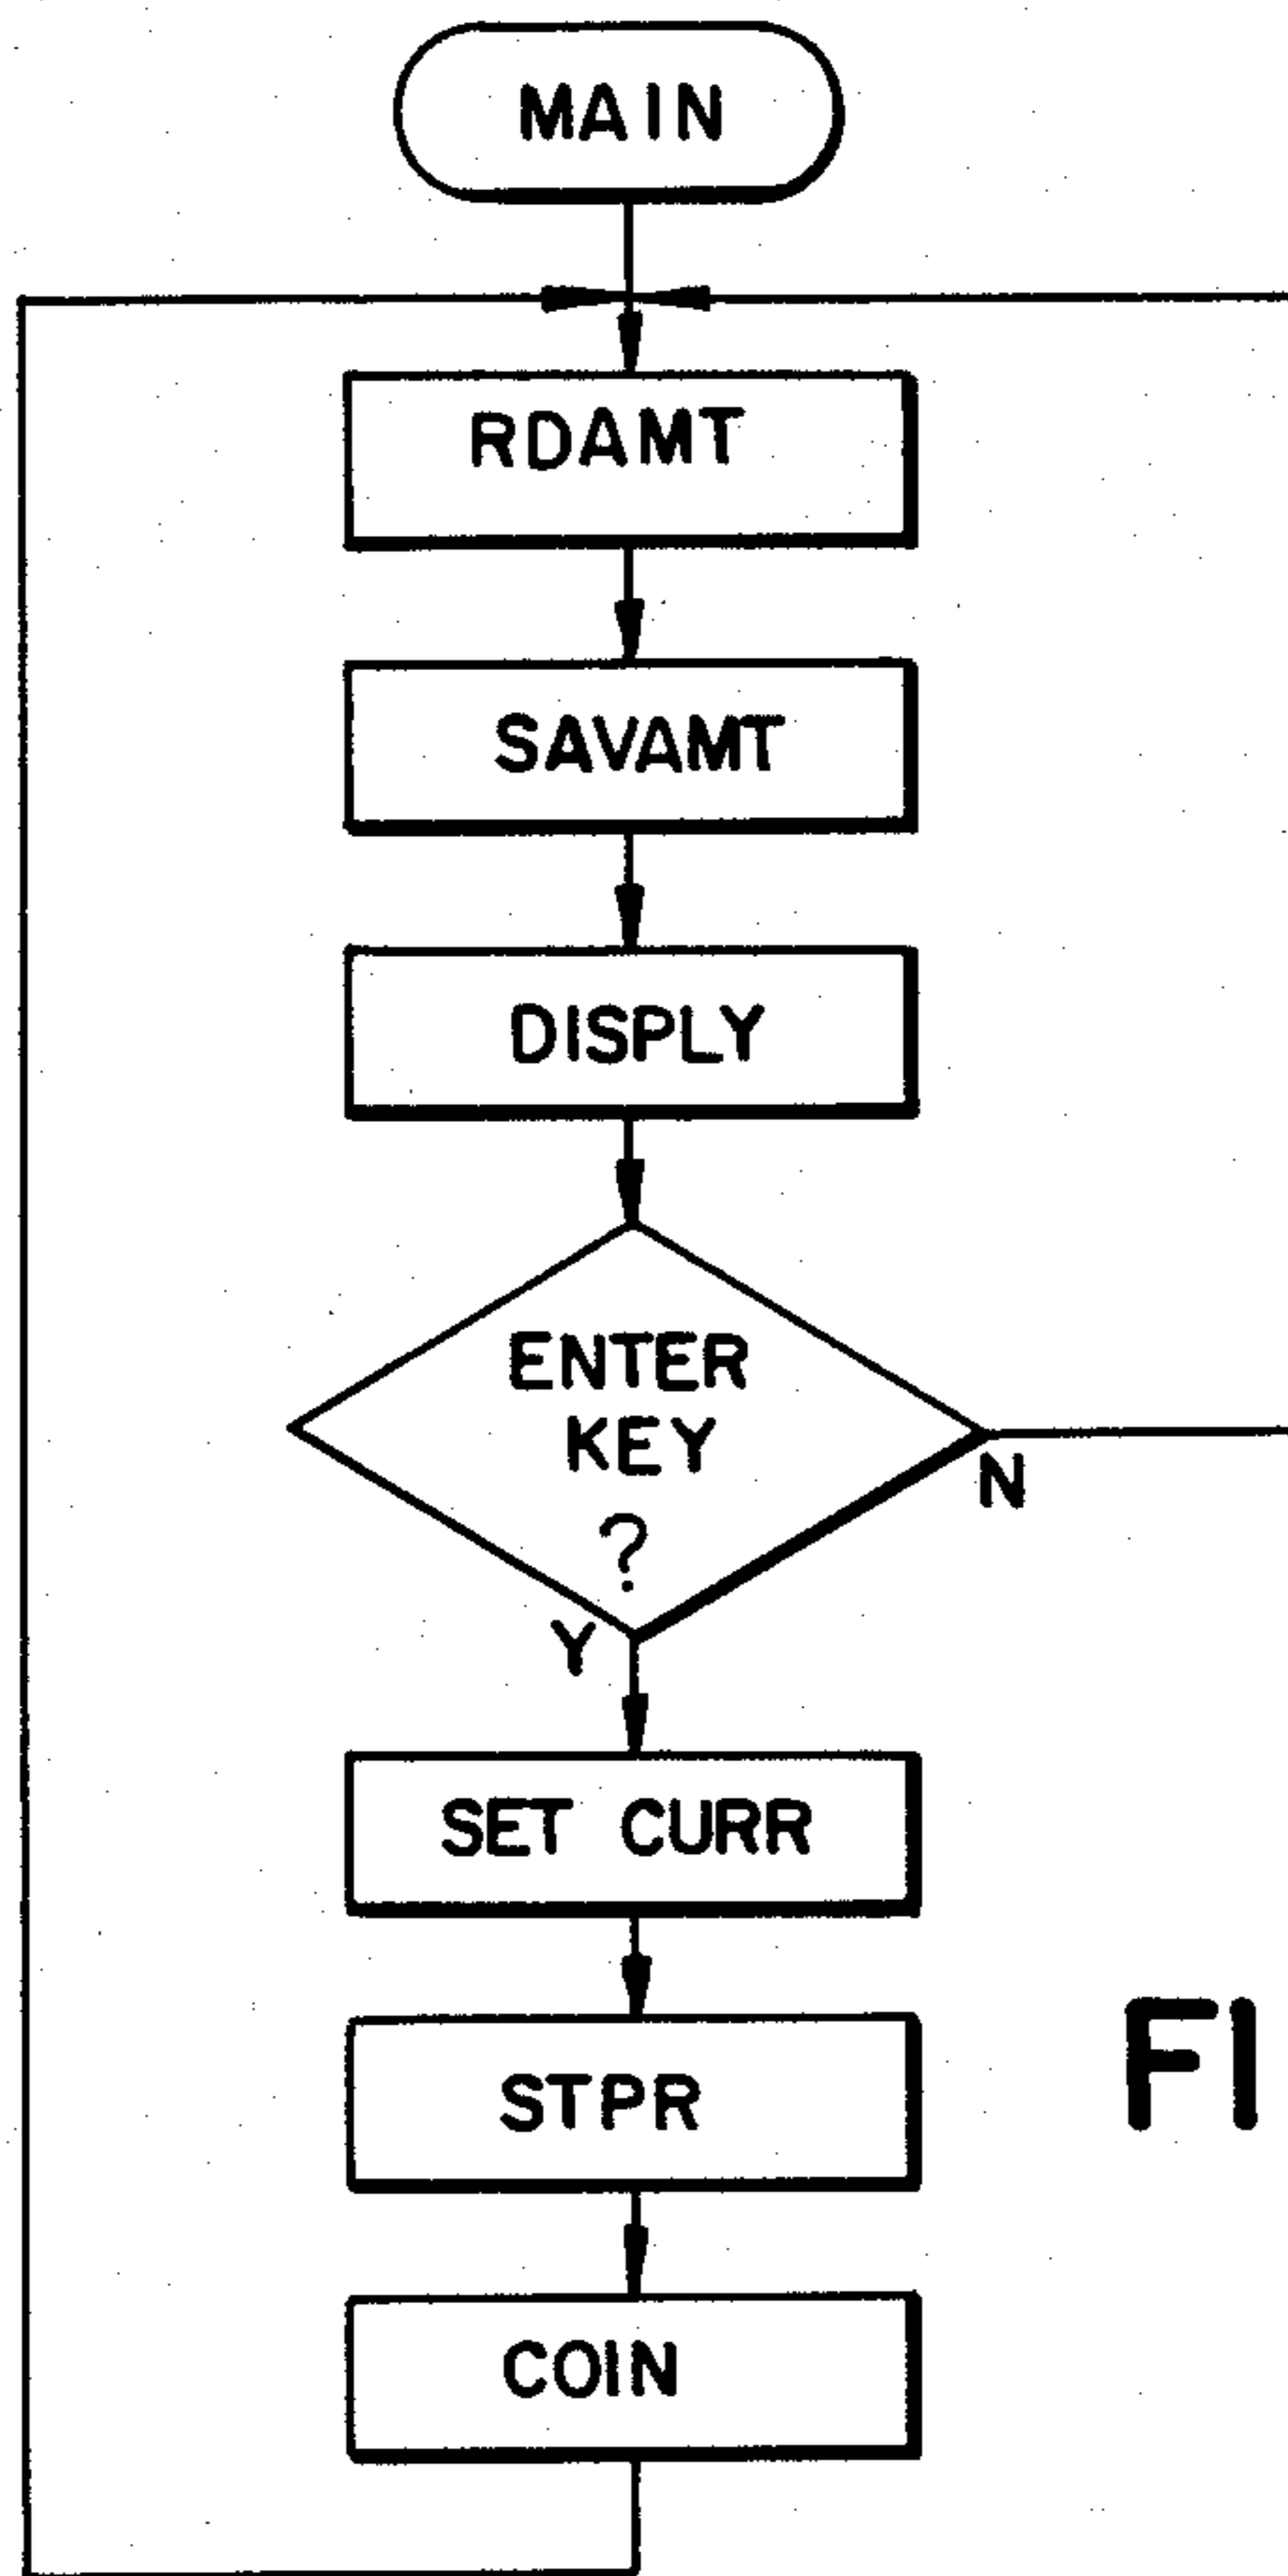 MAIN
RDAMT
SAVAMT
DISPLY
ENTER
KEY
?
N
Y
SET CURR
STPR
COIN
FI